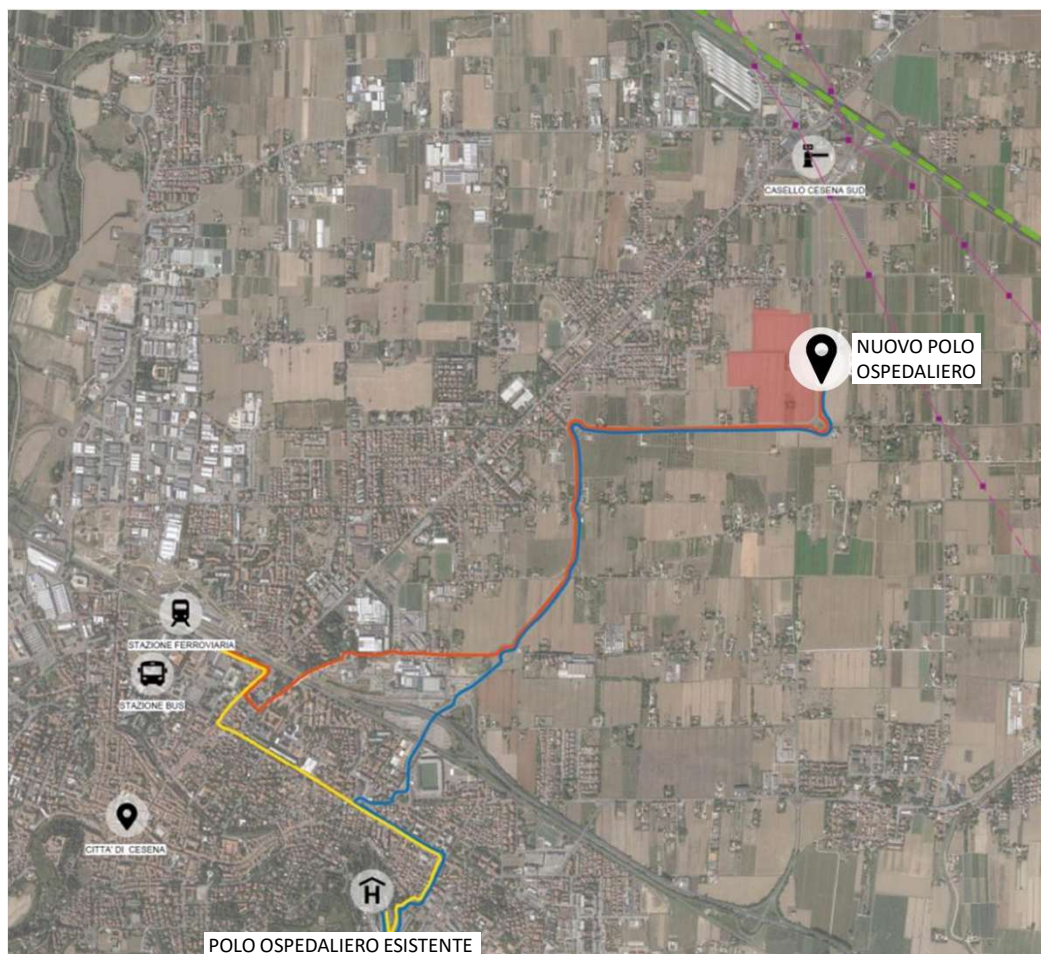 CASELLO CESENA SUD
NUOVO POLO
OSPEDALIERO
STAZIONE FERROVIARIA
STAZIONE BUS
CITTA' DI CESENA
H
POLO OSPEDALIERO ESISTENTE